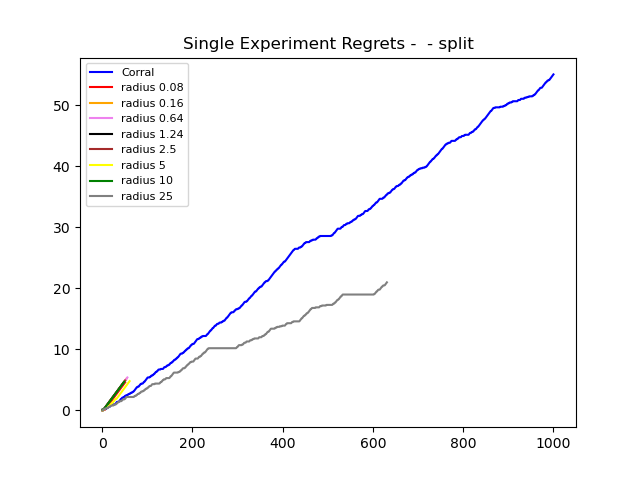 Single Experiment Regrets -  - split
Corral
radius 0.08
radius 0.16
radius 0.64
radius 1.24
radius 2.5
radius 5
radius 10
radius 25
50
40
30
20
10
0
0 200 400 600 800 1000